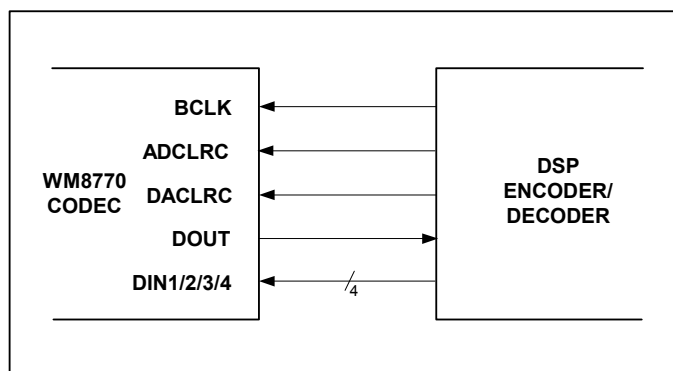 WM8770
CODEC
BCLK
ADCLRC
DACLRC
DOUT
DIN1/2/3/4
4
DSP
ENCODER/
DECODER